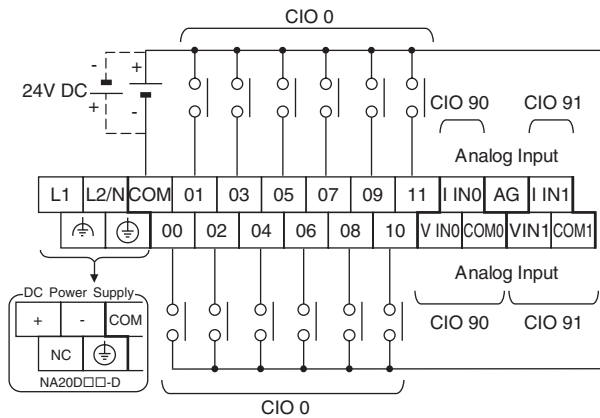 CIO 0
- +
24V DC
+ -
CIO 90 CIO 91
Analog Input
L1 L2/N COM 01 03 05 07 09 11 I IN0 AG I IN1
00 02 04 06 08 10 V IN0 COM0 VIN1 COM1
Analog Input
CIO 90 CIO 91
DC Power Supply
+ - COM
NC
NA20D□□-D
CIO 0